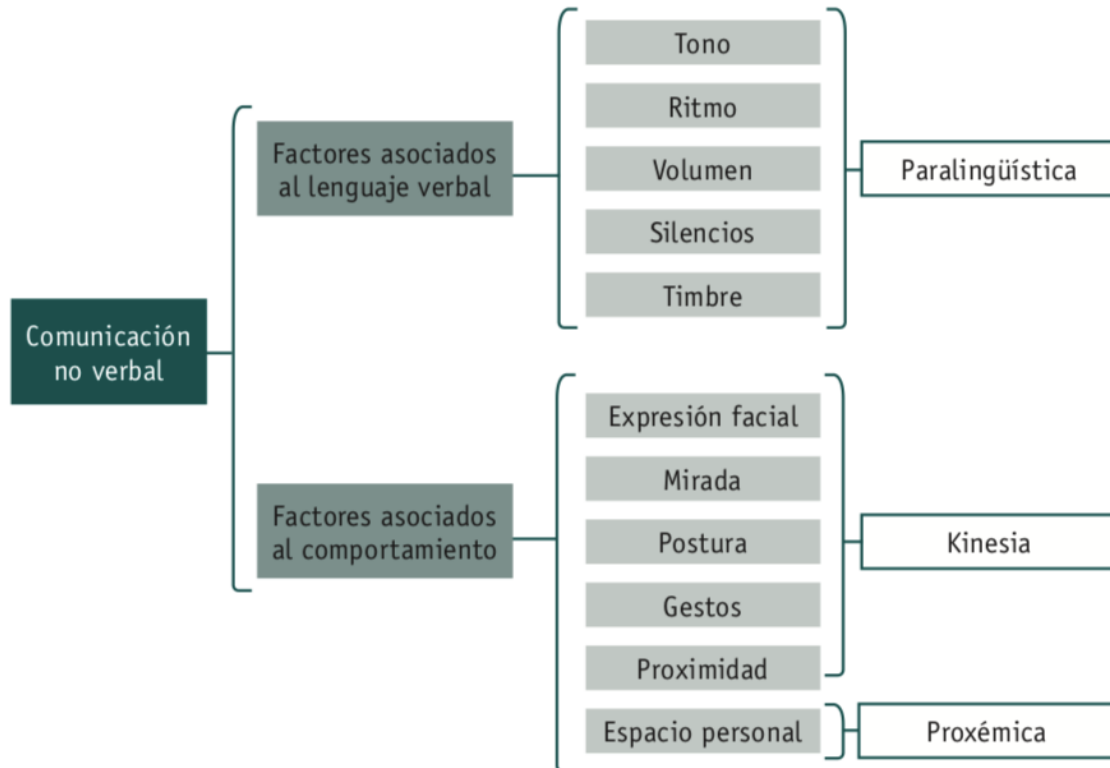 Comunicación
no verbal
Factores asociados
al lenguaje verbal
Tono
Ritmo
Volumen
Silencios
Timbre
Paralingüística
Factores asociados
al comportamiento
Expresión facial
Mirada
Postura
Gestos
Proximidad
Kinesia
Espacio personal
Proxémica